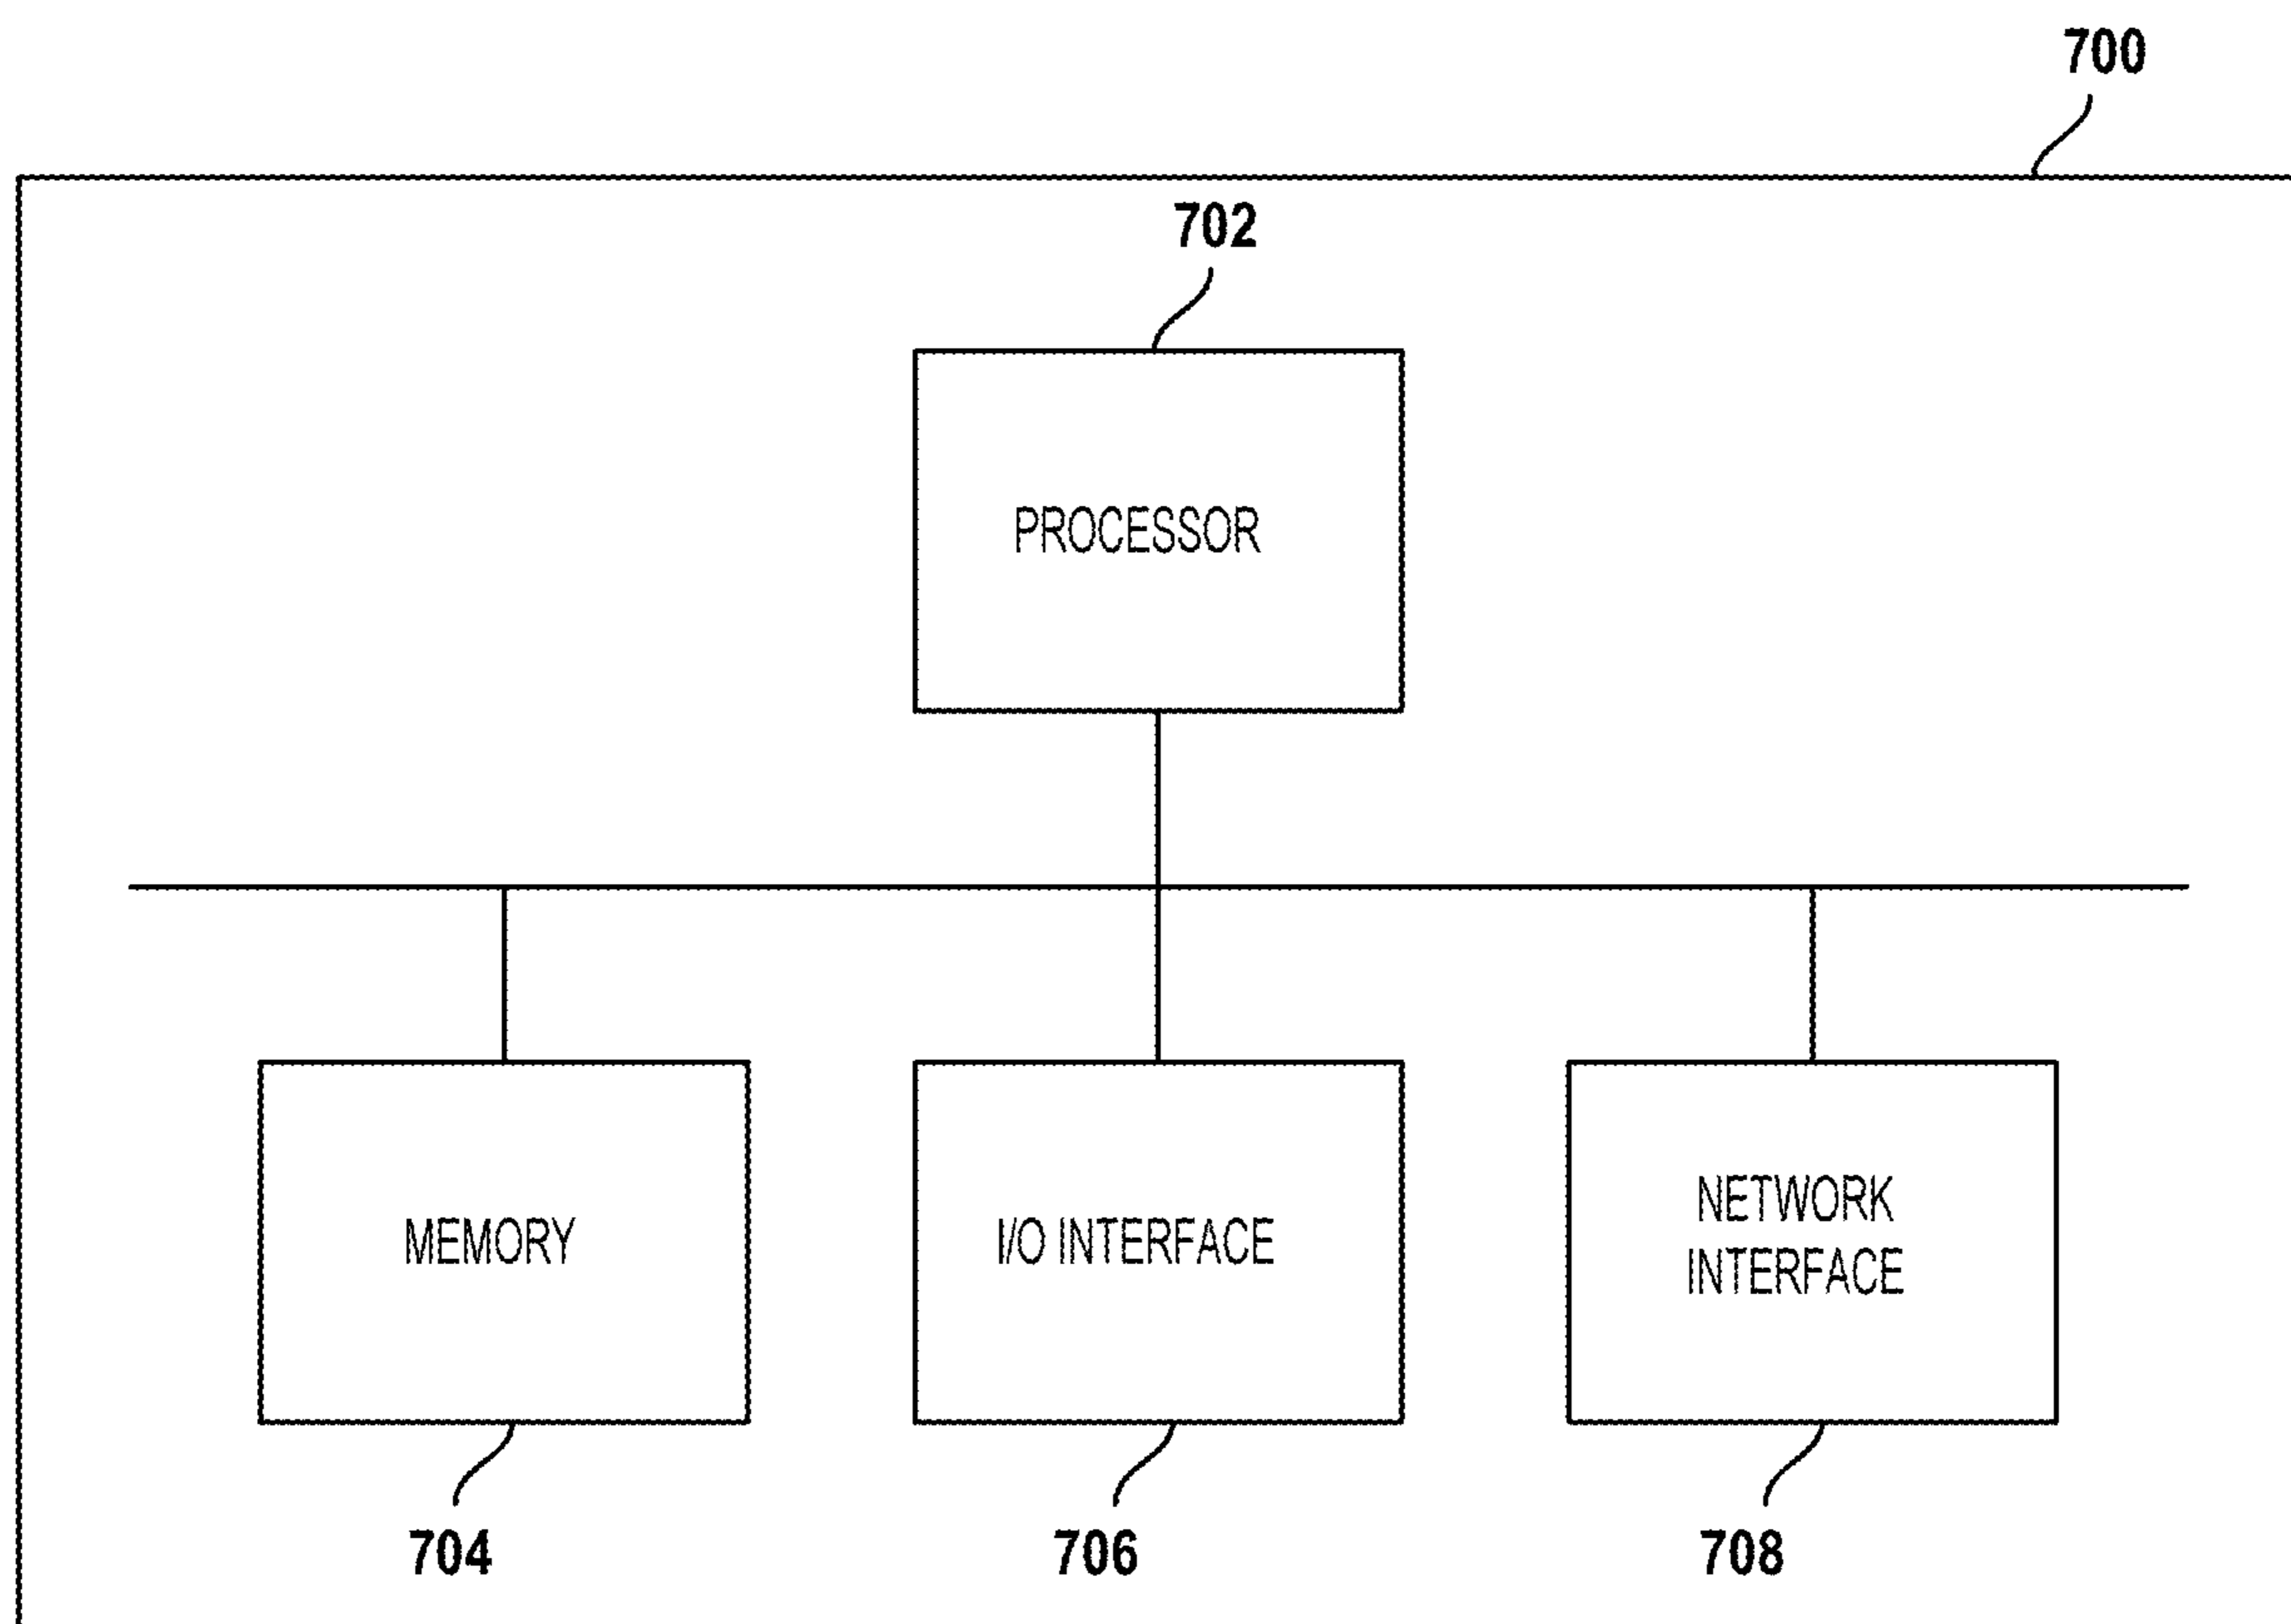 700
702
PROCESSOR
MEMORY
I/O INTERFACE
NETWORK
INTERFACE
704
706
708